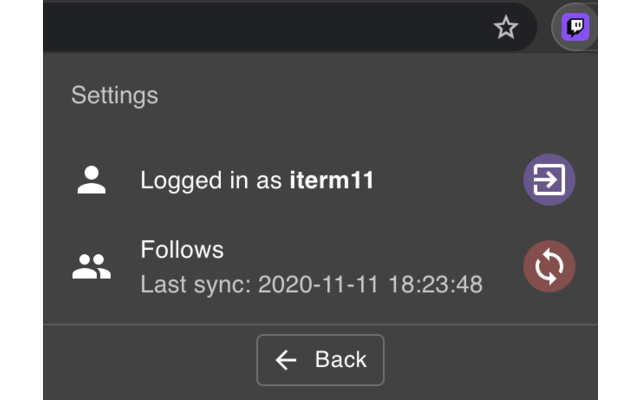 Settings
Logged in as iterm11
Follows
Last sync: 2020-11-11 18:23:48
Back